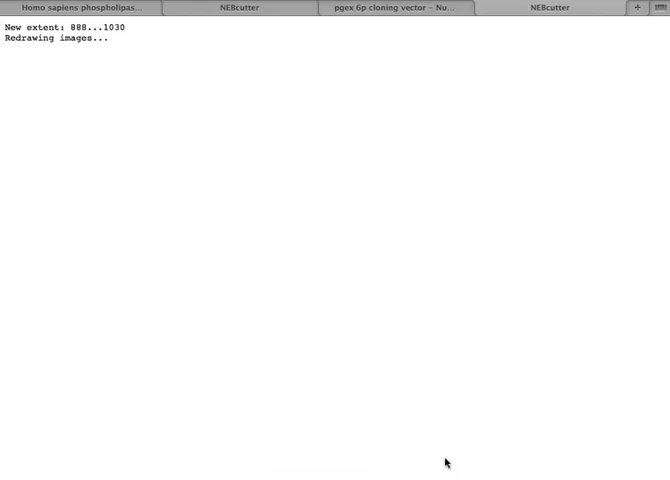 Homo sapiens phospholipas... NEBcutter pgex 6p cloning vector – Nu... NEBcutter +
New extent: 888...1030
Redrawing images...